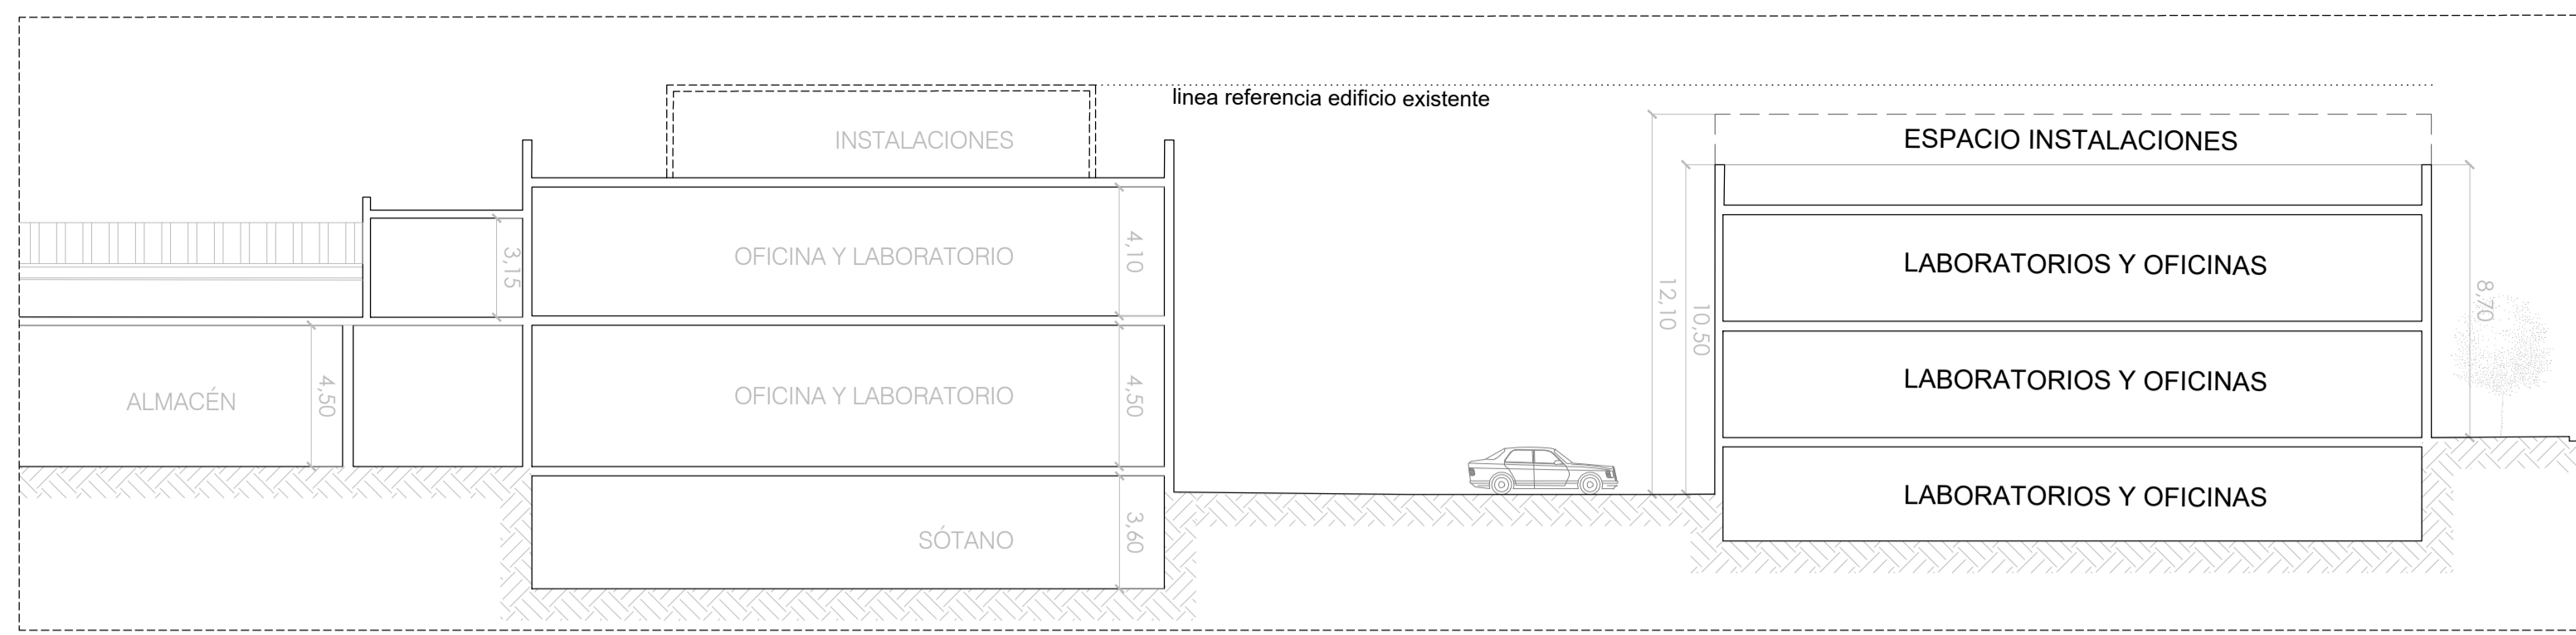 linea referencia edificio existente
INSTALACIONES
ESPACIO INSTALACIONES
OFICINA Y LABORATORIO
4,10
3,15
LABORATORIOS Y OFICINAS
12,10
10,50
8,70
ALMACÉN
4,50
OFICINA Y LABORATORIO
4,50
LABORATORIOS Y OFICINAS
SÓTANO
3,60
LABORATORIOS Y OFICINAS